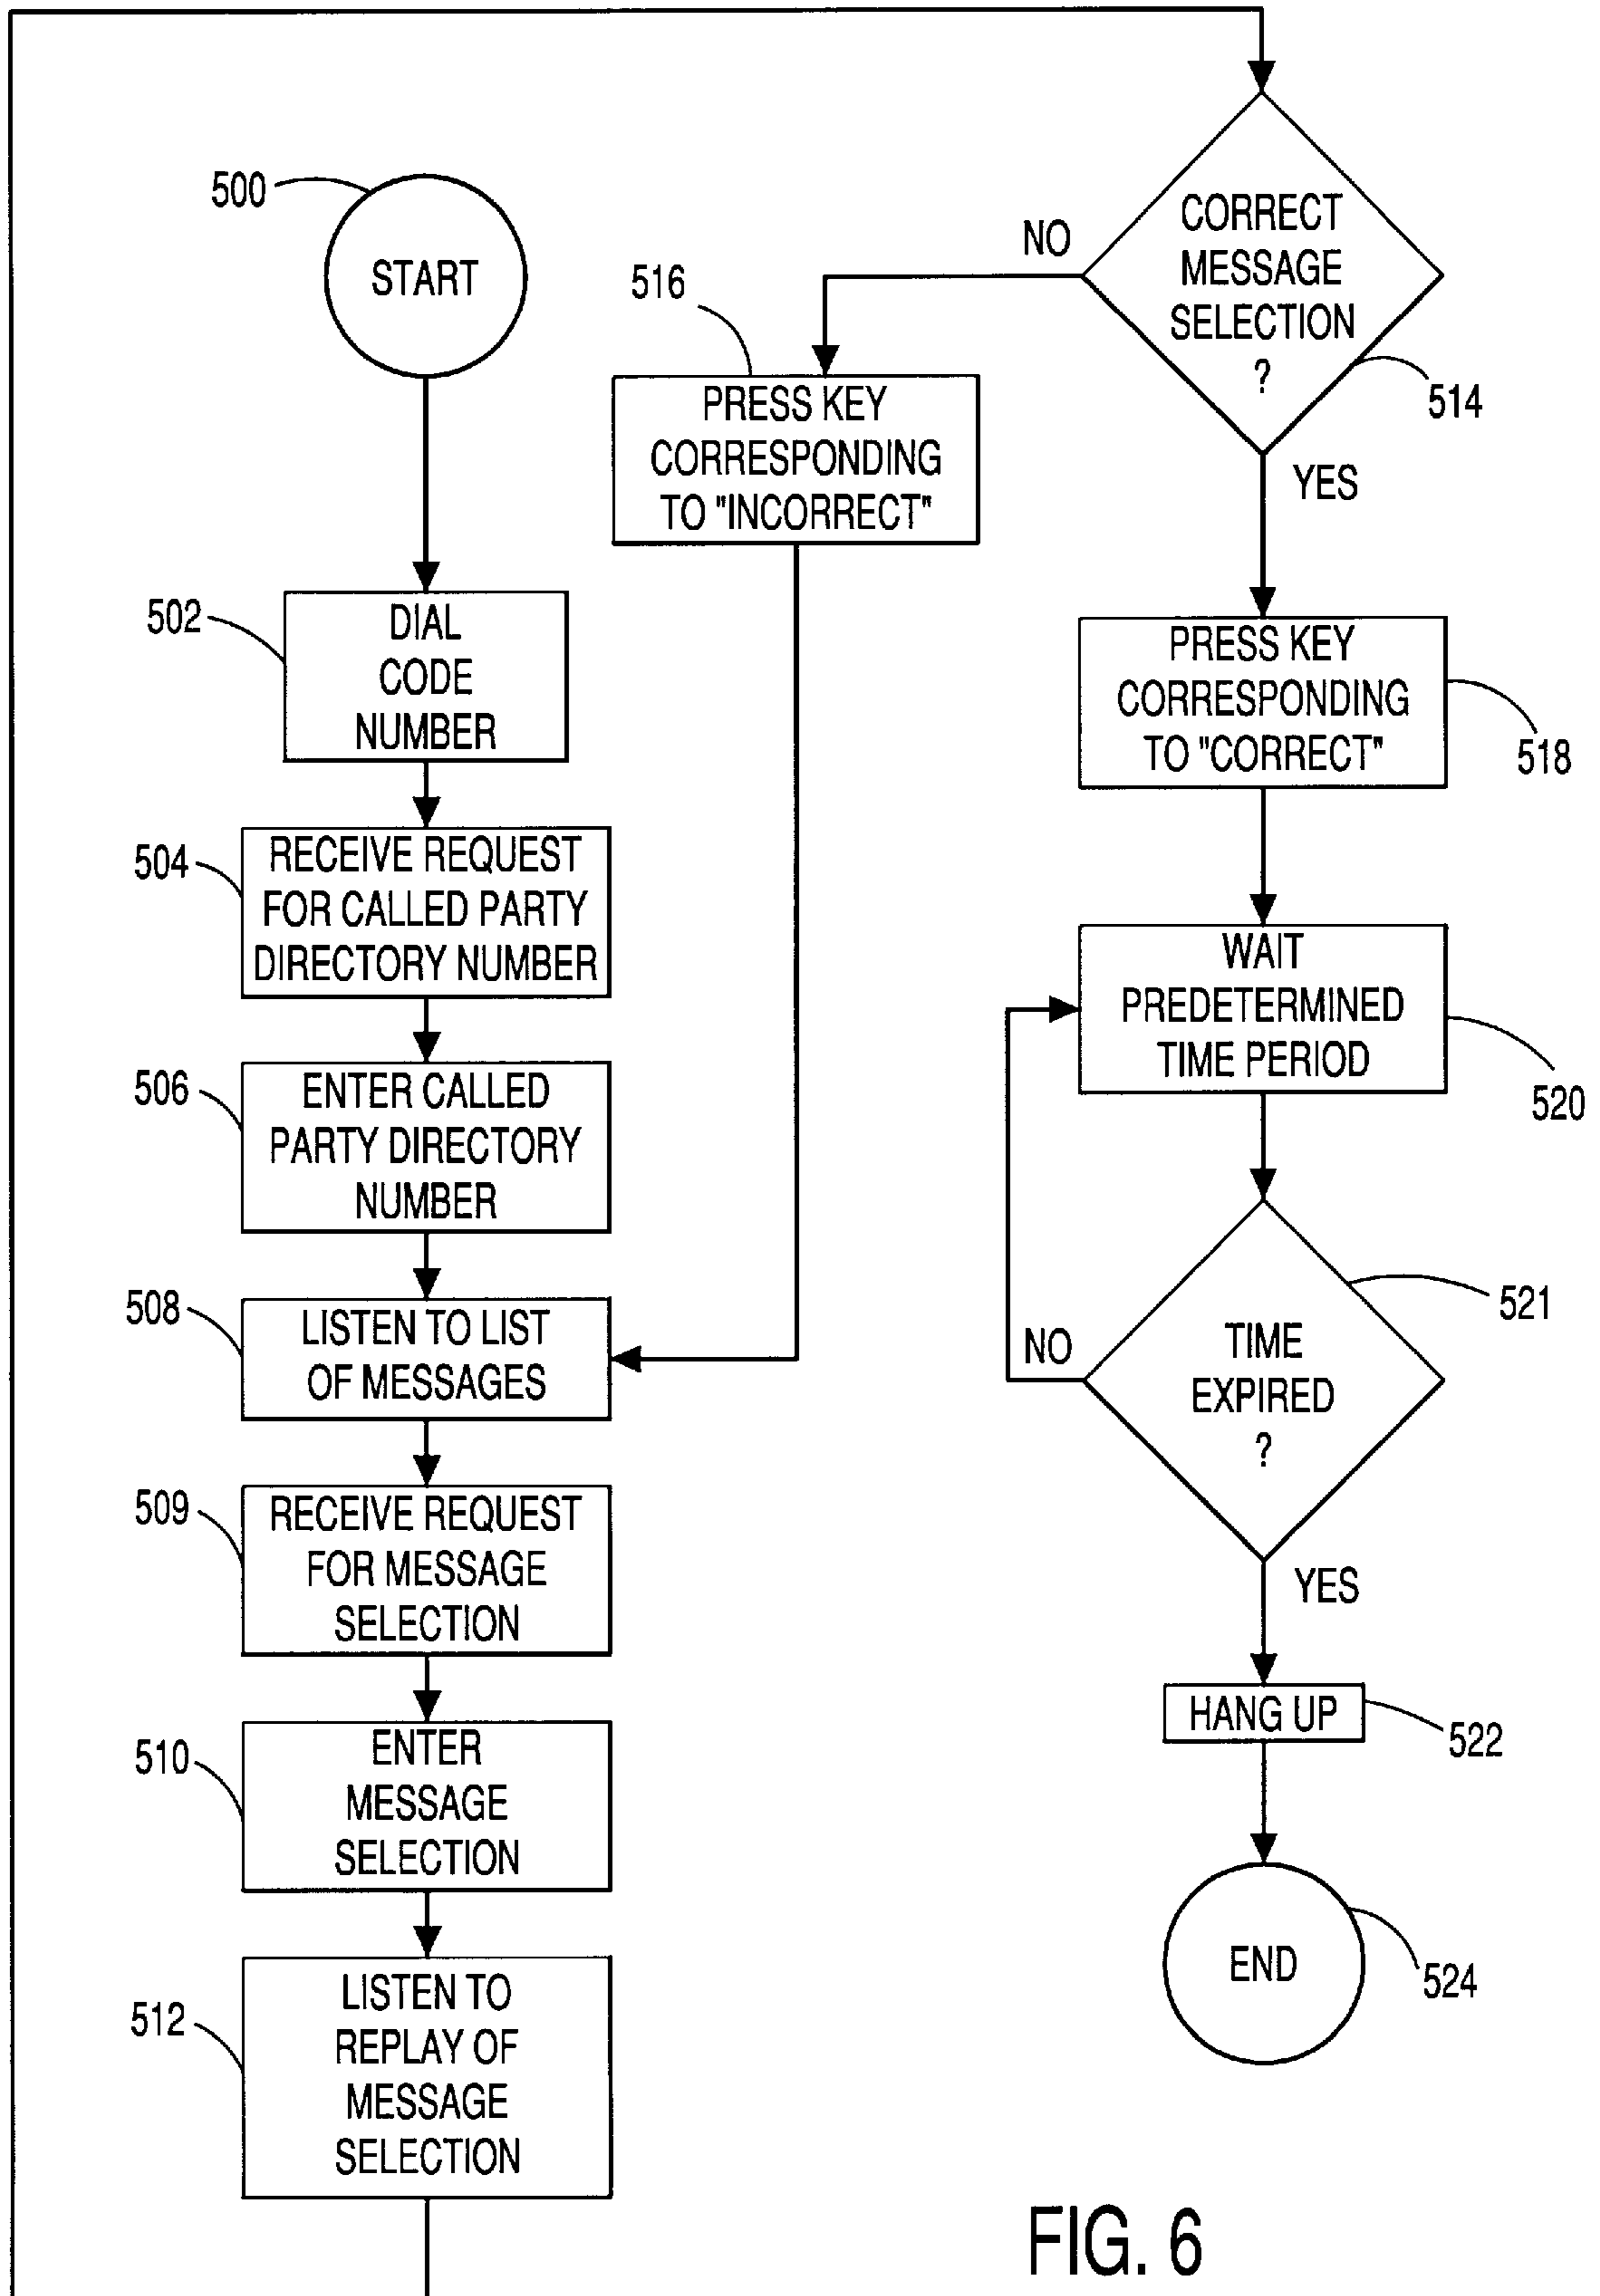 500
START
502
DIAL
CODE
NUMBER
504
RECEIVE REQUEST
FOR CALLED PARTY
DIRECTORY NUMBER
506
ENTER CALLED
PARTY DIRECTORY
NUMBER
508
LISTEN TO LIST
OF MESSAGES
509
RECEIVE REQUEST
FOR MESSAGE
SELECTION
510
ENTER
MESSAGE
SELECTION
512
LISTEN TO
REPLAY OF
MESSAGE
SELECTION
CORRECT
MESSAGE
SELECTION
?
514
NO
516
PRESS KEY
CORRESPONDING
TO "INCORRECT"
YES
PRESS KEY
CORRESPONDING
TO "CORRECT"
518
WAIT
PREDETERMINED
TIME PERIOD
520
TIME
EXPIRED
?
521
NO
YES
HANG UP
522
END
524
FIG. 6